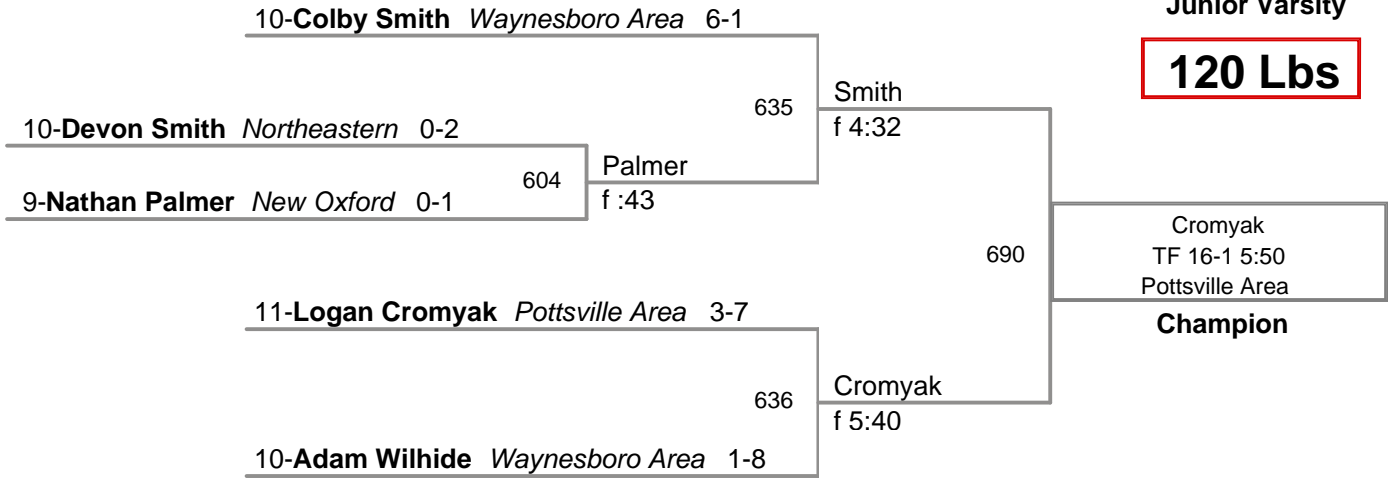 Junior Varsity
120 Lbs
10-Colby Smith Waynesboro Area 6-1
635
Smith
f 4:32
10-Devon Smith Northeastern 0-2
604
Palmer
f :43
9-Nathan Palmer New Oxford 0-1
690
Cromyak
TF 16-1 5:50
Pottsville Area
Champion
11-Logan Cromyak Pottsville Area 3-7
636
Cromyak
f 5:40
10-Adam Wilhide Waynesboro Area 1-8